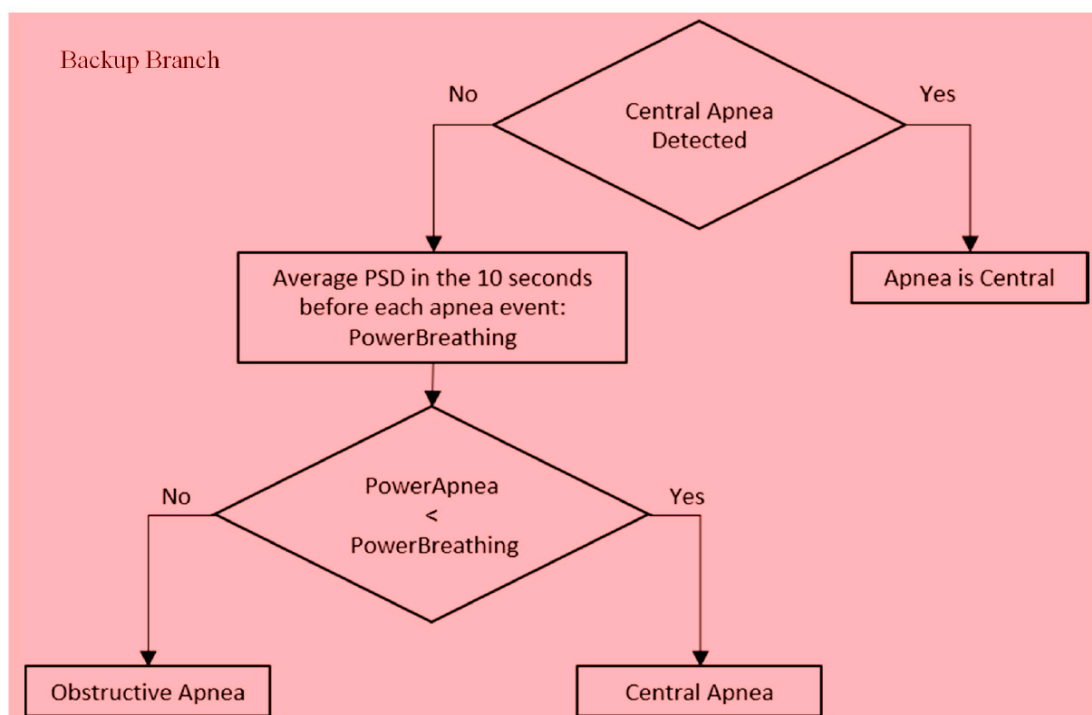 Backup Branch
No
Central Apnea
Detected
Yes
Average PSD in the 10 seconds
before each apnea event:
PowerBreathing
Apnea is Central
No
PowerApnea
<
PowerBreathing
Yes
Obstructive Apnea
Central Apnea